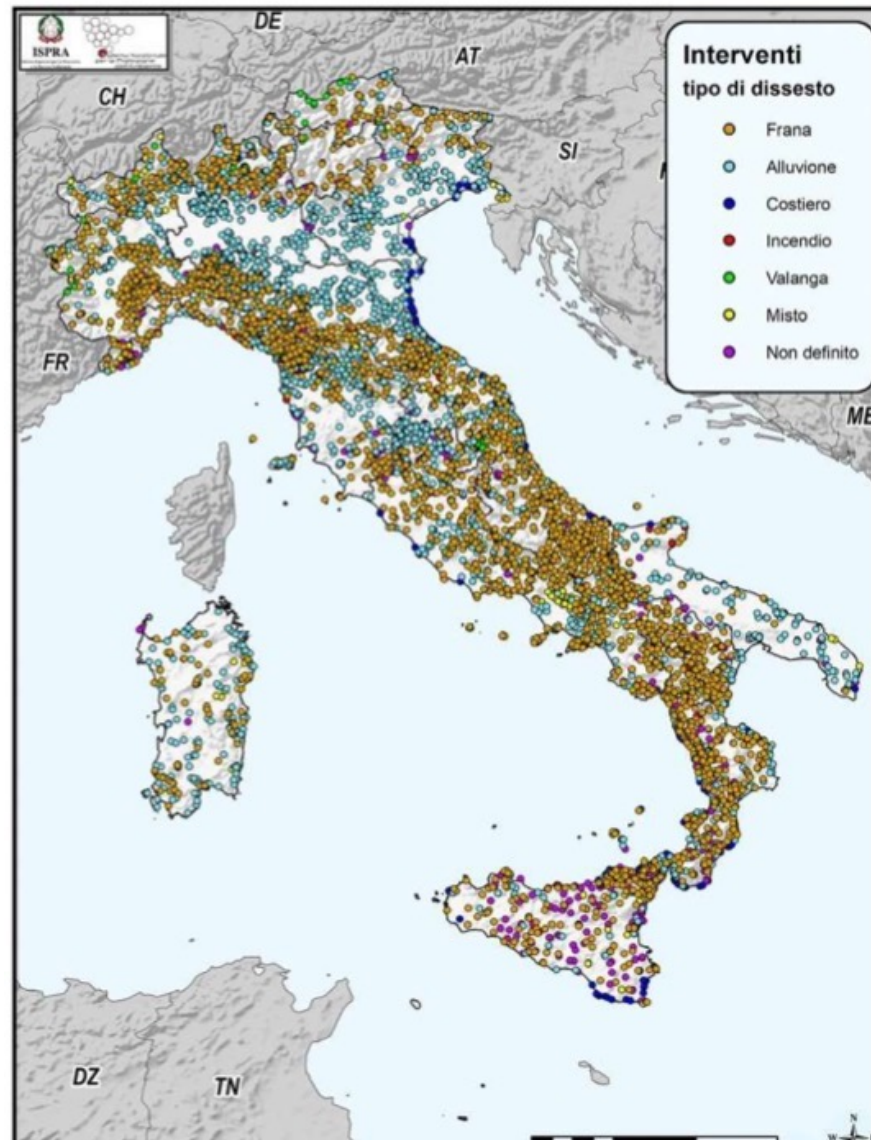 ISPRA
DE
AT
CH
SI
FR
ME
DZ
TN
Interventi
tipo di dissesto
Frana
Alluvione
Costiero
Incendio
Valanga
Misto
Non definito
N
W